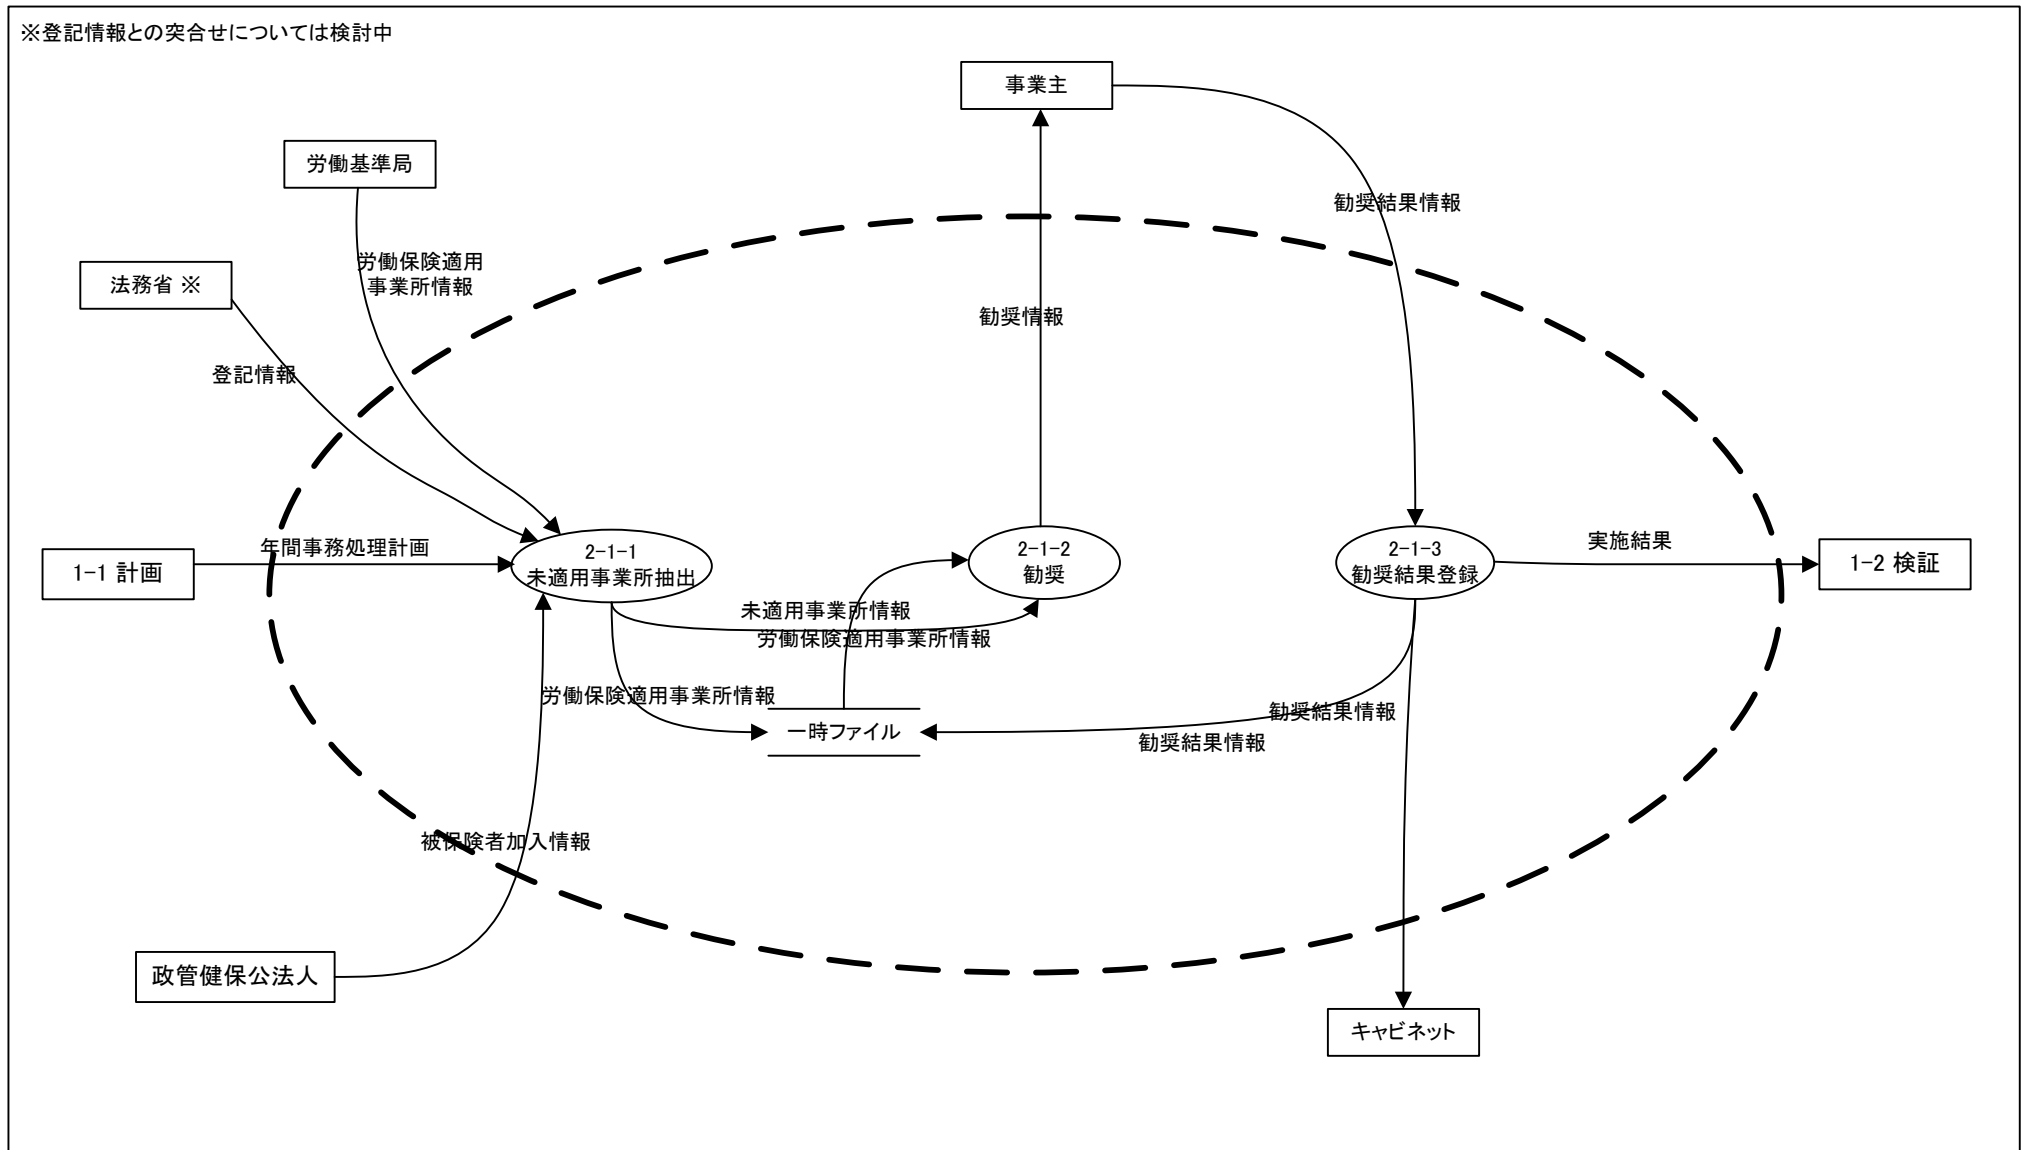 ※登記情報との突合せについては検討中
事業主
労働基準局
勧奨結果情報
労働保険適用
事業所情報
法務省 ※
勧奨情報
登記情報
年間事務処理計画
1-1 計画
2-1-1
未適用事業所抽出
2-1-2
勧奨
2-1-3
勧奨結果登録
実施結果
1-2 検証
未適用事業所情報
労働保険適用事業所情報
労働保険適用事業所情報
一時ファイル
勧奨結果情報
勧奨結果情報
被保険者加入情報
政管健保公法人
キャビネット